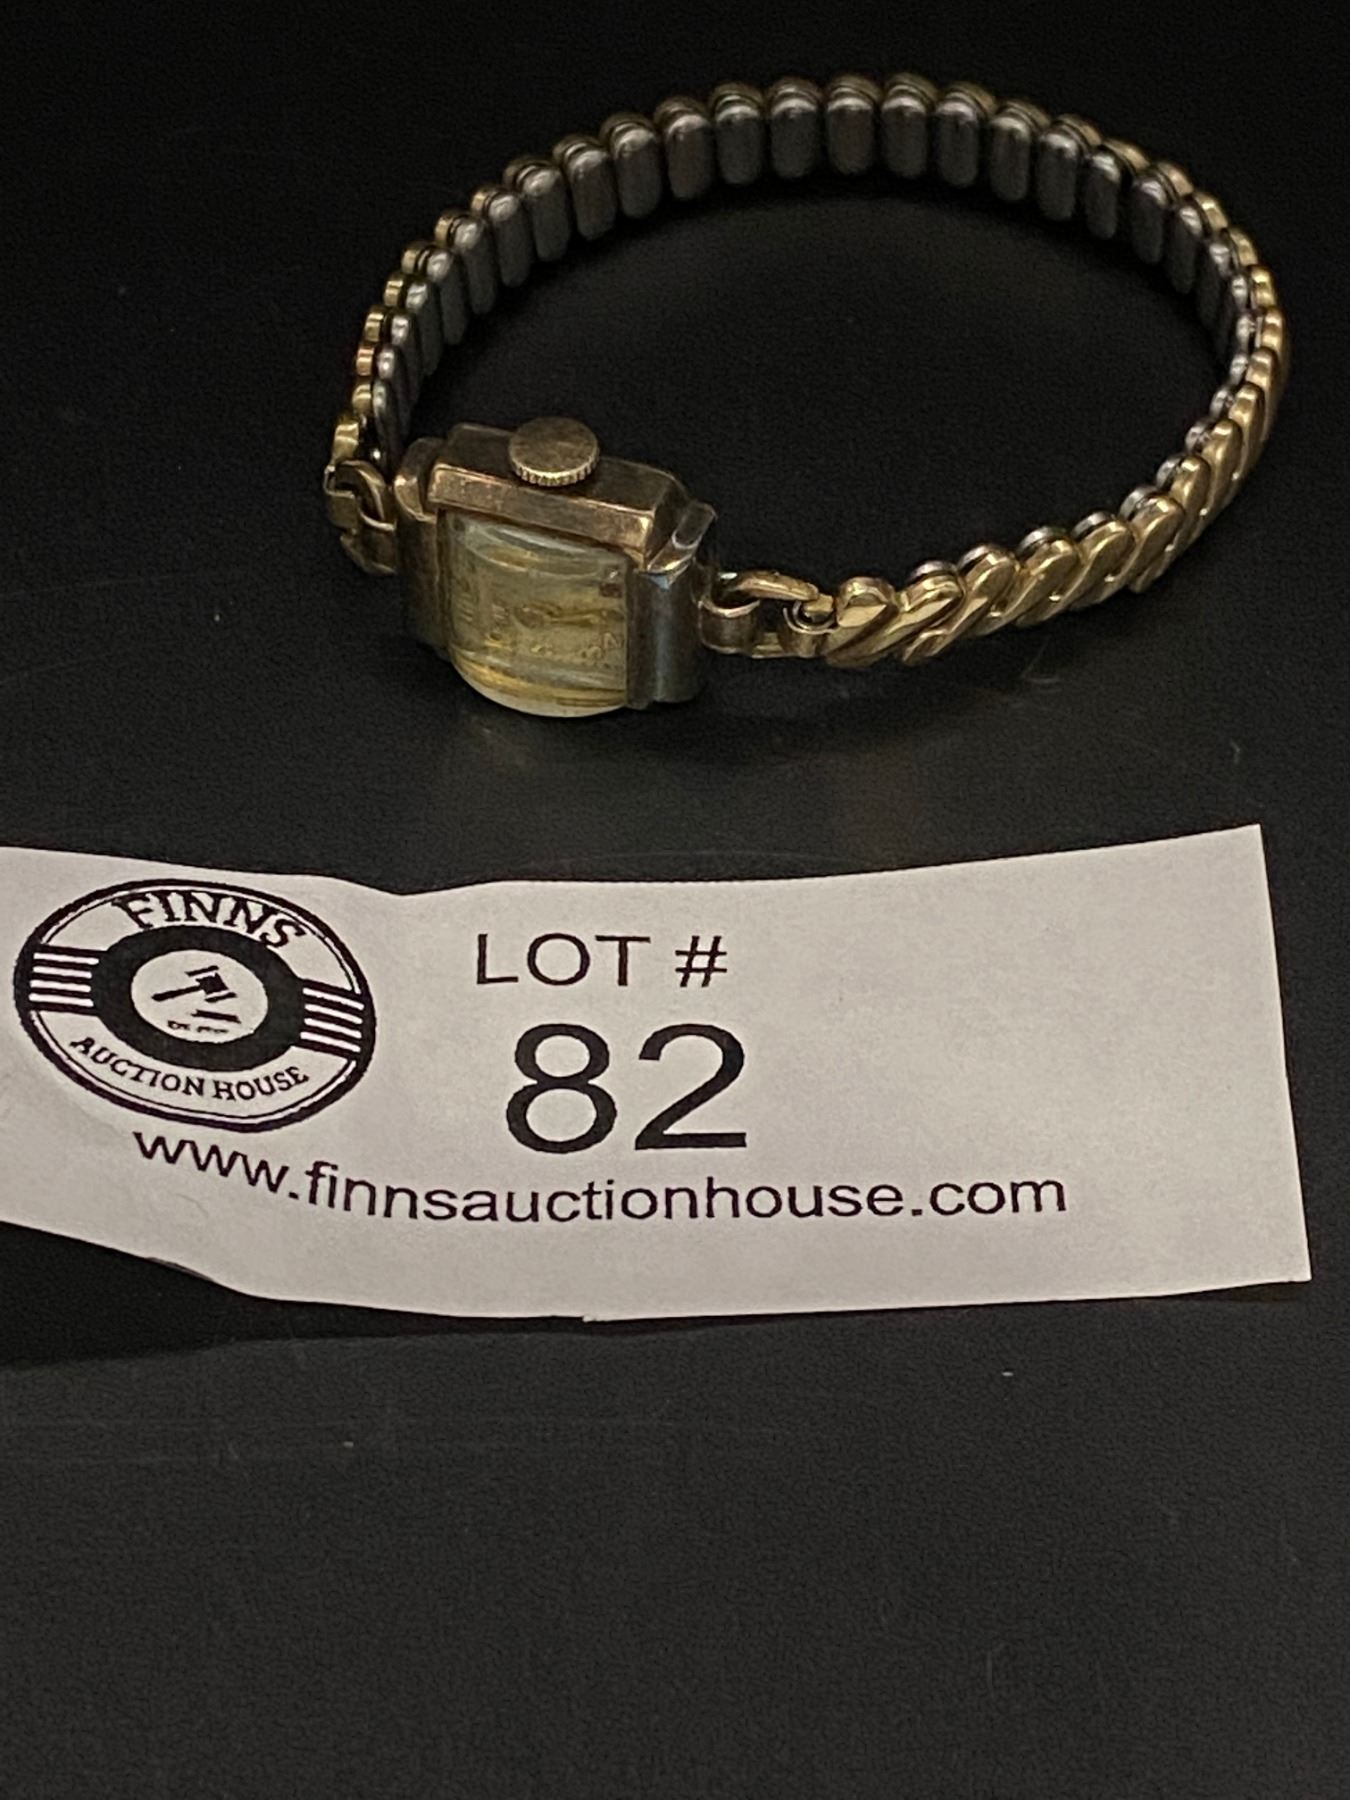 FINNS
AUCTION HOUSE
LOT #
82
www.finnsauctionhouse.com